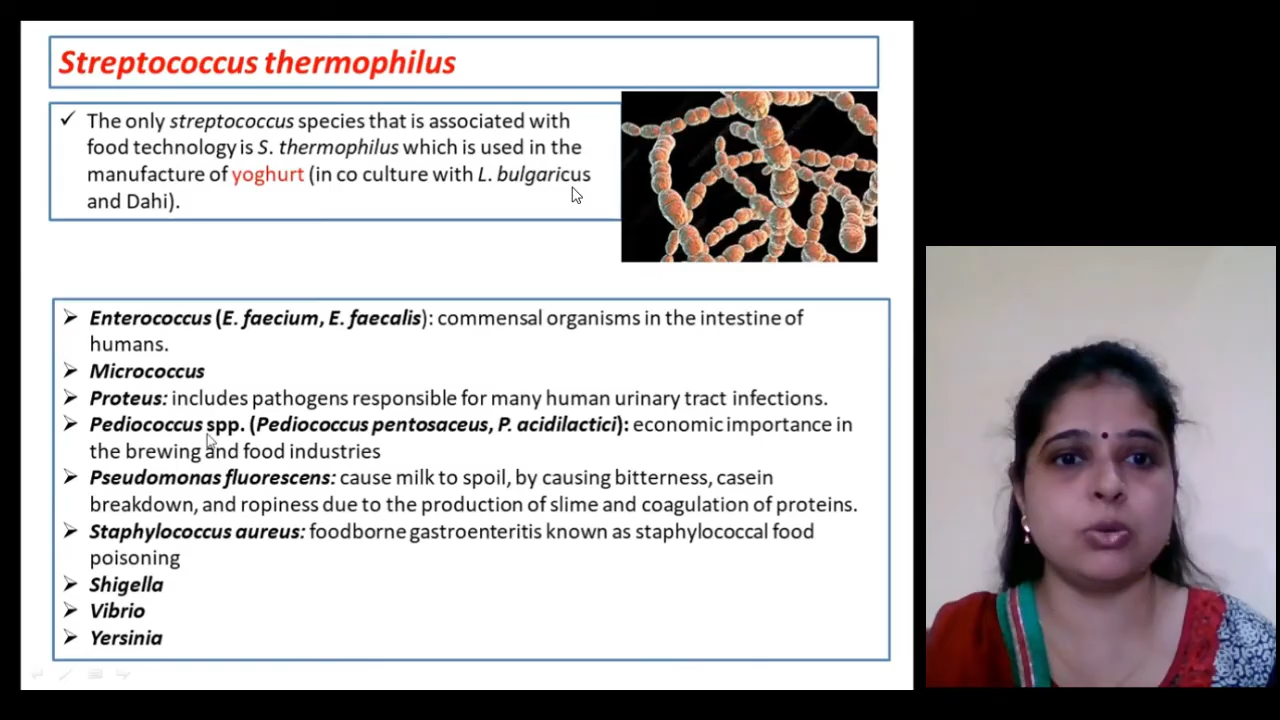 Streptococcus thermophilus
✓ The only streptococcus species that is associated with
food technology is S. thermophilus which is used in the
manufacture of yoghurt (in co culture with L. bulgaricus
and Dahi).
➢ Enterococcus (E. faecium, E. faecalis): commensal organisms in the intestine of
humans.
➢ Micrococcus
➢ Proteus: includes pathogens responsible for many human urinary tract infections.
➢ Pediococcus spp. (Pediococcus pentosaceus, P. acidilactici): economic importance in
the brewing and food industries
➢ Pseudomonas fluorescens: cause milk to spoil, by causing bitterness, casein
breakdown, and ropiness due to the production of slime and coagulation of proteins.
➢ Staphylococcus aureus: foodborne gastroenteritis known as staphylococcal food
poisoning
➢ Shigella
➢ Vibrio
➢ Yersinia